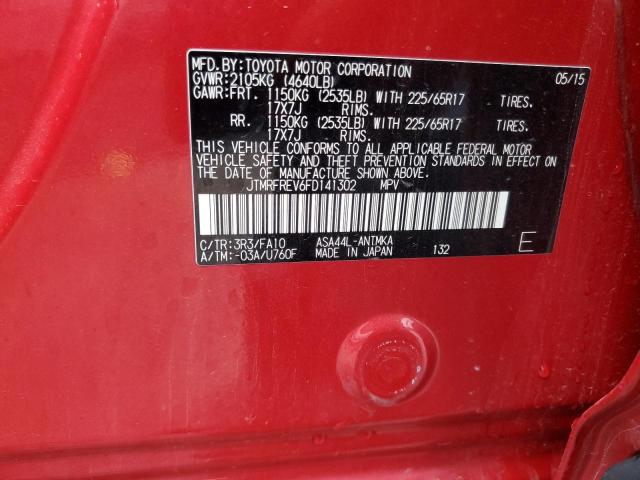 MFD.BY:TOYOTA MOTOR CORPORATION 05/15
GVWR:2105KG (4640LB)
GAWR:FRT. 1150KG (2535LB) WITH 225/65R17 TIRES.
17X7J RIMS.
RR. 1150KG (2535LB) WITH 225/65R17 TIRES.
17X7J RIMS.
THIS VEHICLE CONFORMS TO ALL APPLICABLE FEDERAL MOTOR
VEHICLE SAFETY AND THEFT PREVENTION STANDARDS IN EFFECT ON
THE DATE OF MANUFACTURE SHOWN ABOVE.
JTMRFREV6FD141302 MPV
C/TR:3R3/FA10 ASA44L-ANTMKA
A/TM:-03A/U760F MADE IN JAPAN 132 E